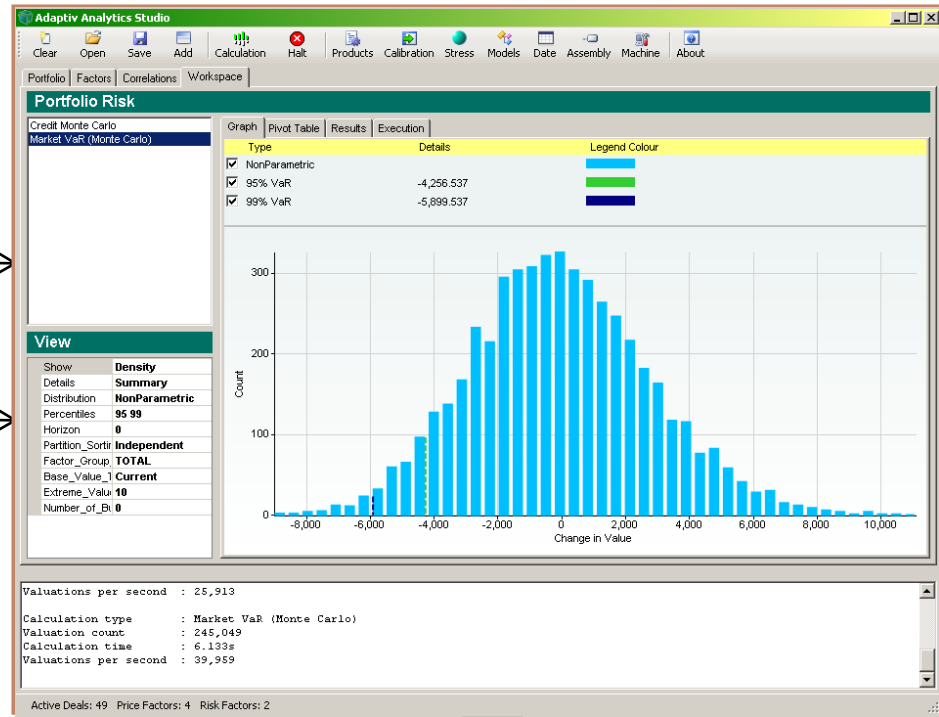 Adaptiv Analytics Studio
Clear Open Save Add Calculation Halt Products Calibration Stress Models Date Assembly Machine About
Portfolio Factors Correlations Workspace
Portfolio Risk
Credit Monte Carlo
Market VaR (Monte Carlo)
Graph Pivot Table Results Execution
Type Details Legend Colour
NonParametric
95% VaR -4,256.537
99% VaR -5,899.537
300
200
100
0
Count
-8,000 -6,000 -4,000 -2,000 0 2,000 4,000 6,000 8,000 10,000
Change in Value
View
Show Density
Details Summary
Distribution NonParametric
Percentiles 95 99
Horizon 0
Partition_Sortin Independent
Factor_Group_ TOTAL
Base_Value_T Current
Extreme_Valu 10
Number_of_Bu 0
Valuations per second : 25,913
Calculation type : Market VaR (Monte Carlo)
Valuation count : 245,049
Calculation time : 6.133s
Valuations per second : 39,959
Active Deals: 49 Price Factors: 4 Risk Factors: 2